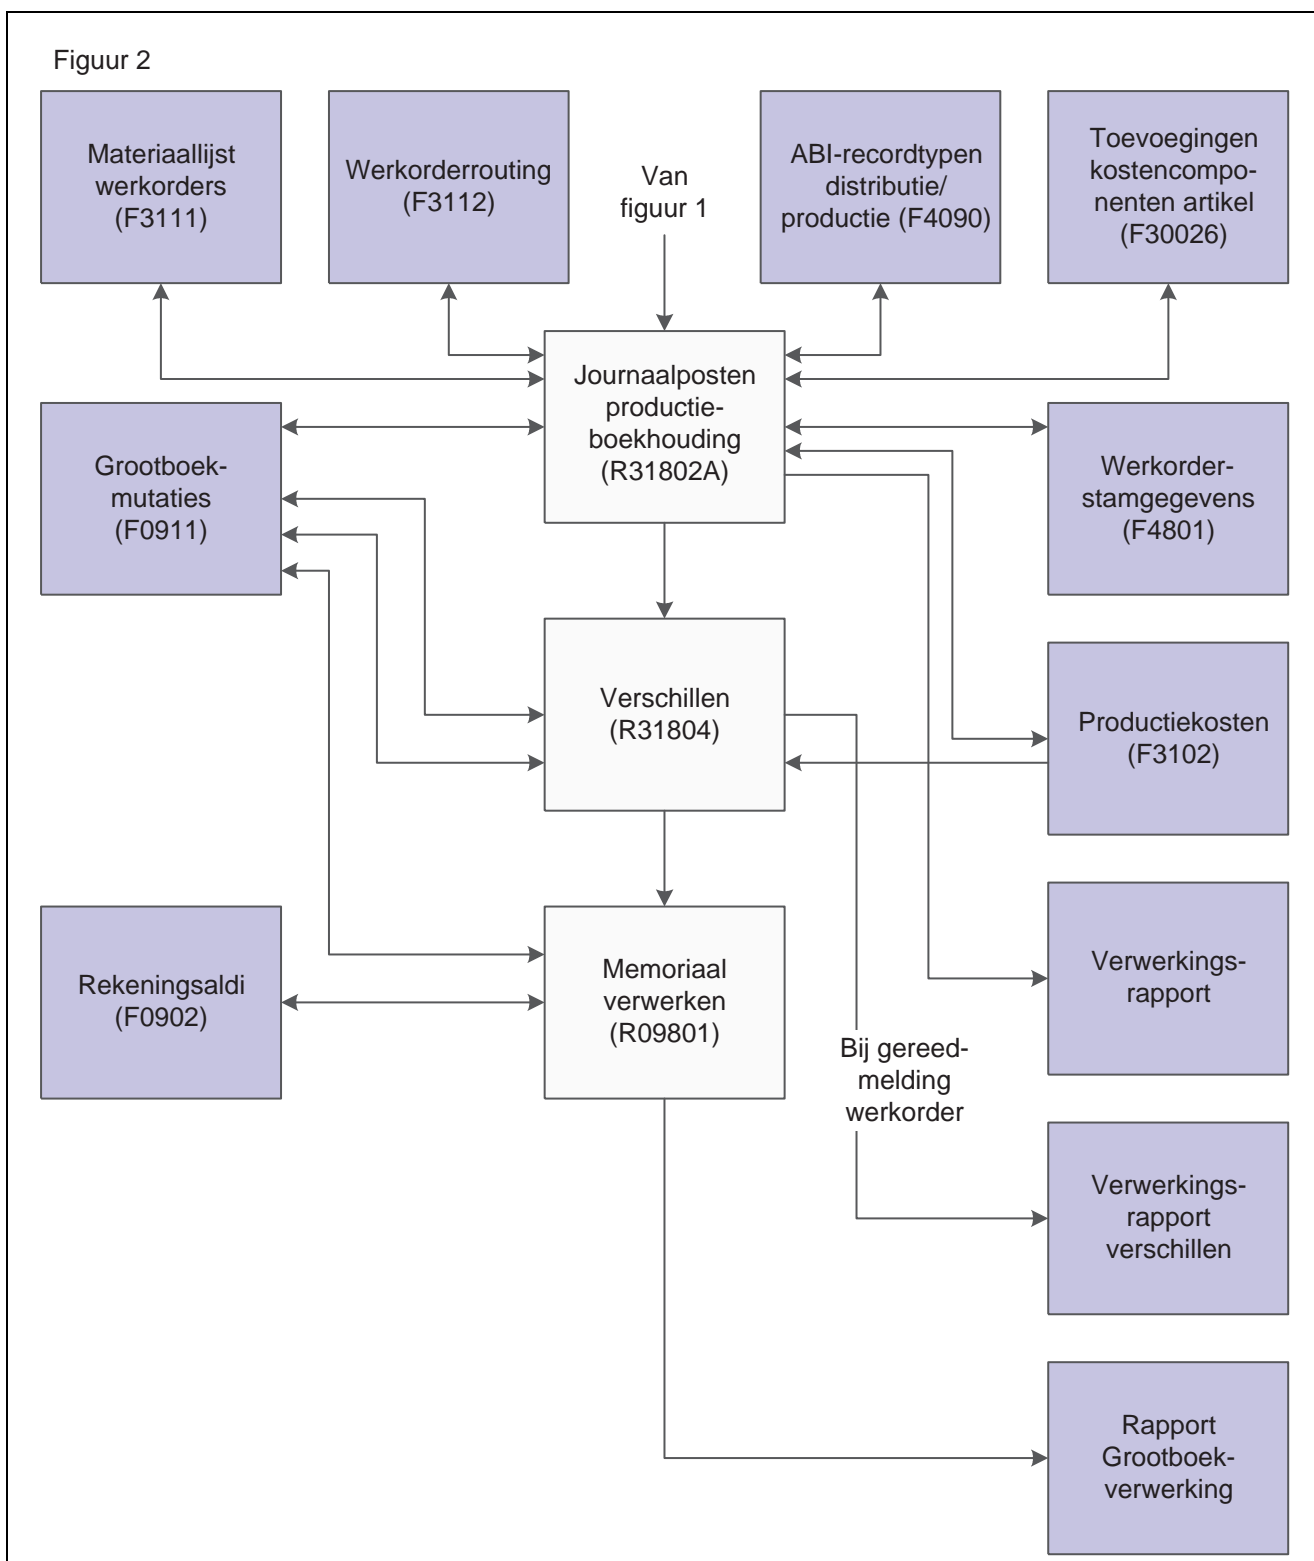 Figuur 2
Materiaallijst
werkorders
(F3111)
Werkorderrouting
(F3112)
Van
figuur 1
ABI-recordtypen
distributie/
productie (F4090)
Toevoegingen
kostencompo-
nenten artikel
(F30026)
Journaalposten
productie-
boekhouding
(R31802A)
Grootboek-
mutaties
(F0911)
Werkorder-
stamgegevens
(F4801)
Verschillen
(R31804)
Productiekosten
(F3102)
Rekeningsaldi
(F0902)
Memoriaal
verwerken
(R09801)
Verwerkings-
rapport
Bij gereed-
melding
werkorder
Verwerkings-
rapport
verschillen
Rapport
Grootboek-
verwerking